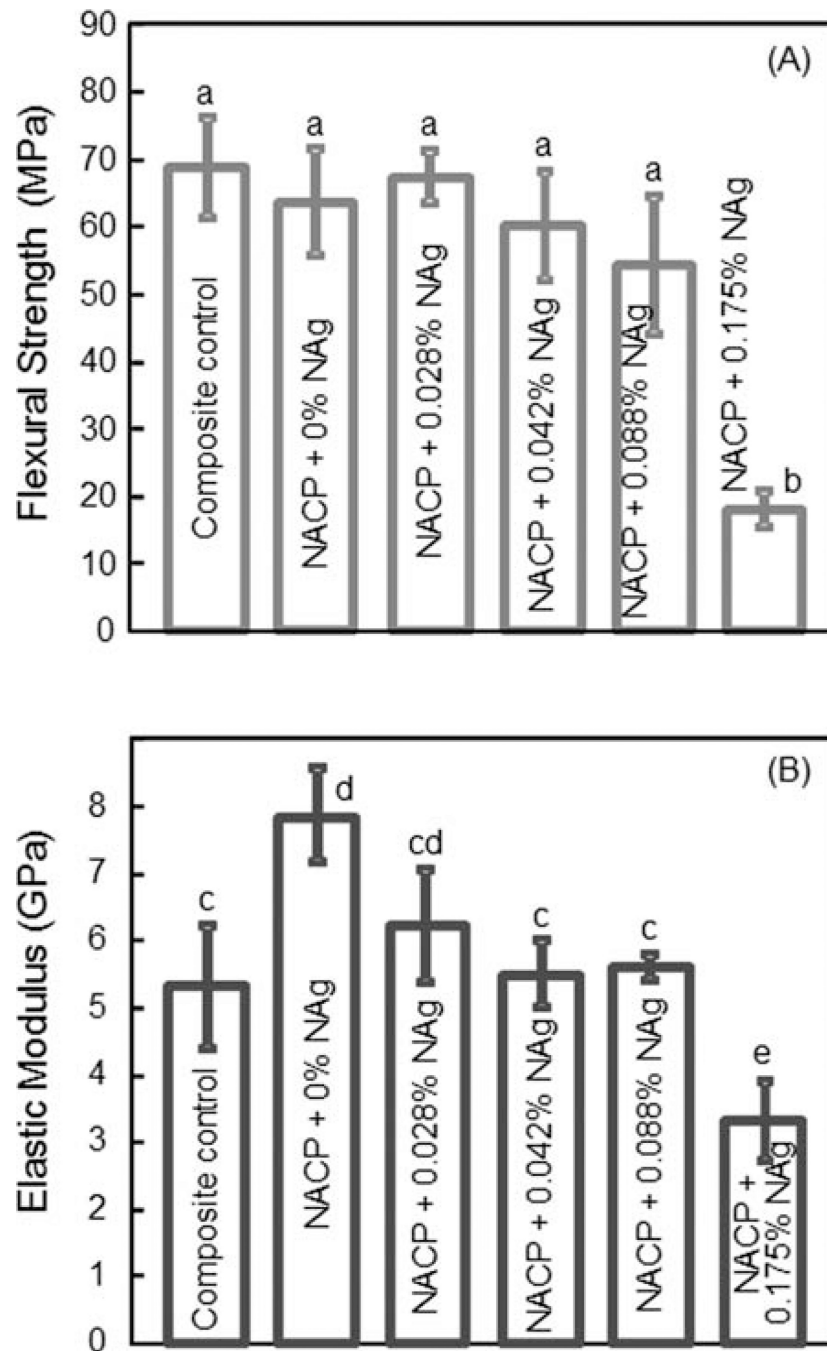 (A)
Flexural Strength (MPa)
90
80
70
60
50
40
30
20
10
0
a
a
a
a
a
b
Composite control
NACP + 0% NAg
NACP + 0.028% NAg
NACP + 0.042% NAg
NACP + 0.088% NAg
NACP + 0.175% NAg
(B)
Elastic Modulus (GPa)
8
7
6
5
4
3
2
1
0
c
d
cd
c
c
e
Composite control
NACP + 0% NAg
NACP + 0.028% NAg
NACP + 0.042% NAg
NACP + 0.088% NAg
NACP +
0.175% NAg